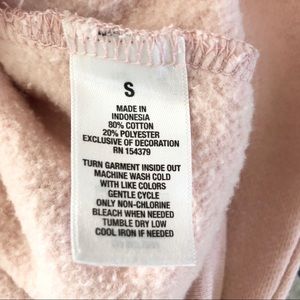 S
MADE IN
INDONESIA
80% COTTON
20% POLYESTER
EXCLUSIVE OF DECORATION
RN 154379
TURN GARMENT INSIDE OUT
MACHINE WASH COLD
WITH LIKE COLORS
GENTLE CYCLE
ONLY NON-CHLORINE
BLEACH WHEN NEEDED
TUMBLE DRY LOW
COOL IRON IF NEEDED